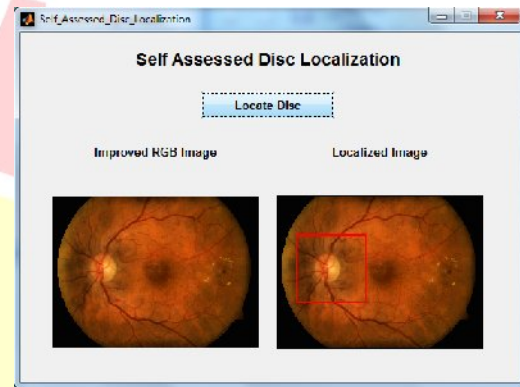 Self_Assessed_Disc_Localization
Self Assessed Disc Localization
Locate Disc
Improved RGB Image
Localized Image